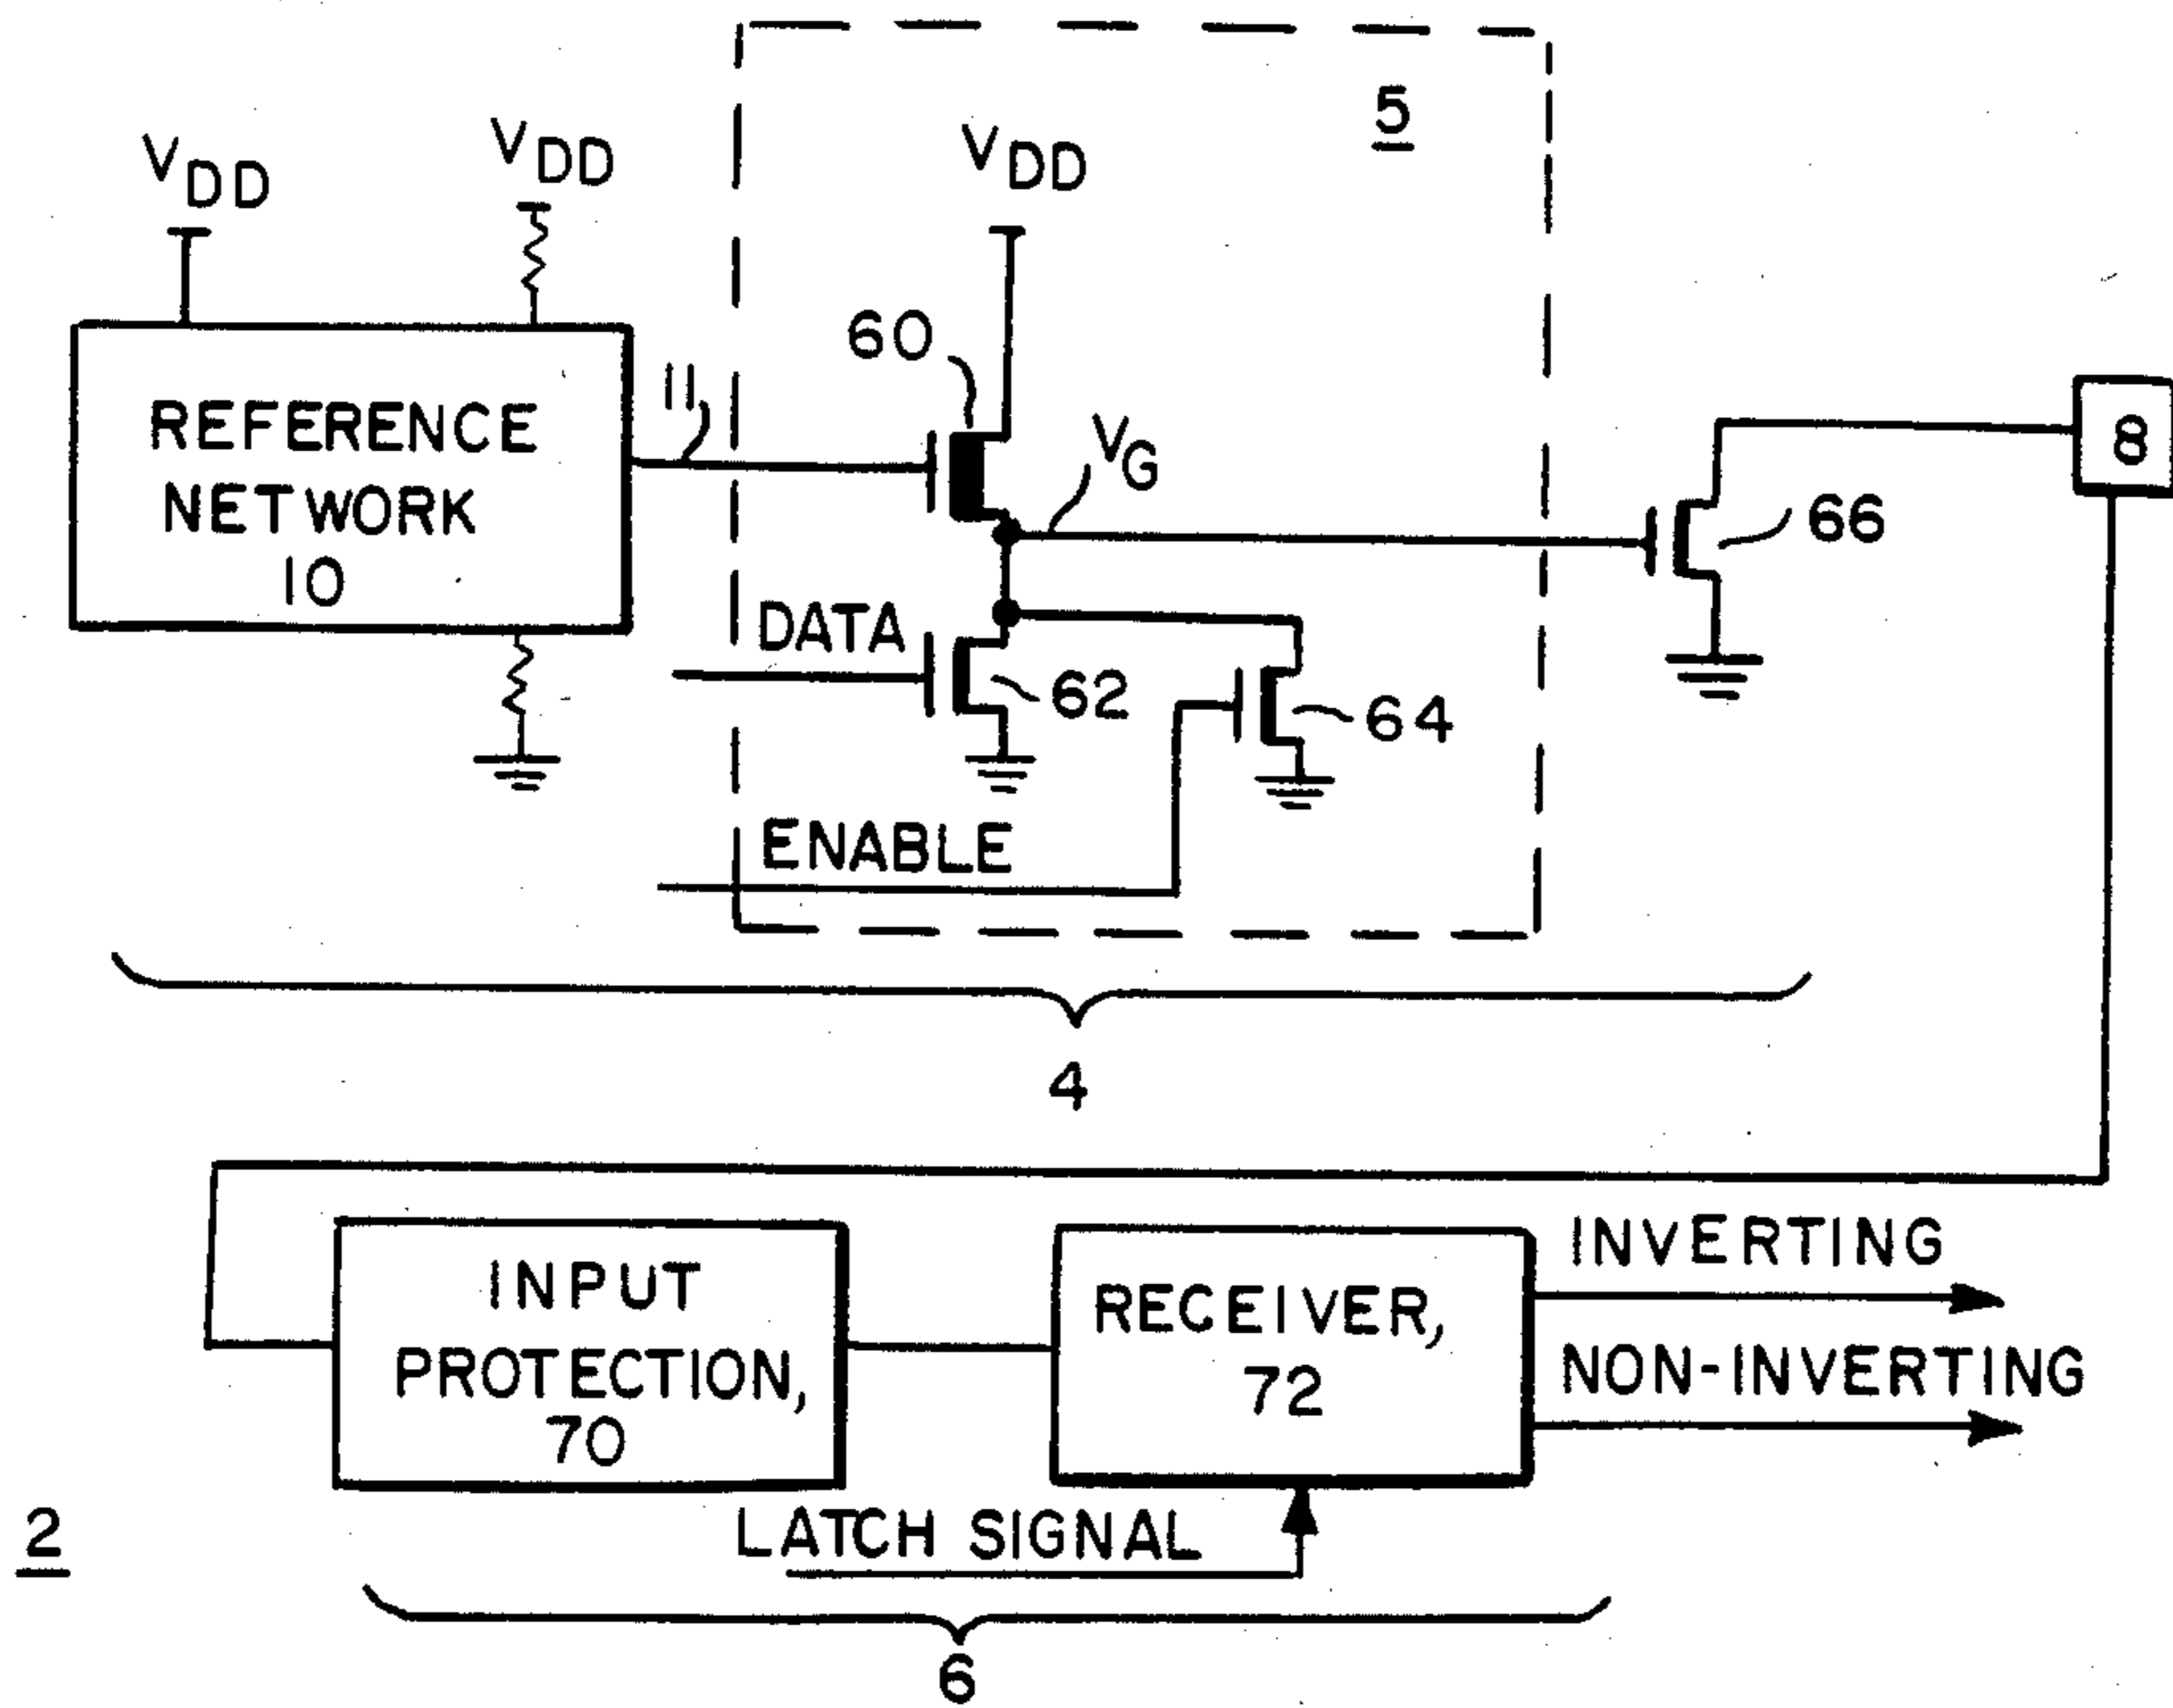 5
VDD
VDD
VDD
60
11
REFERENCE
NETWORK
10
VG
8
66
DATA
62
64
ENABLE
4
INPUT
PROTECTION,
70
RECEIVER,
72
INVERTING
NON-INVERTING
LATCH SIGNAL
2
6